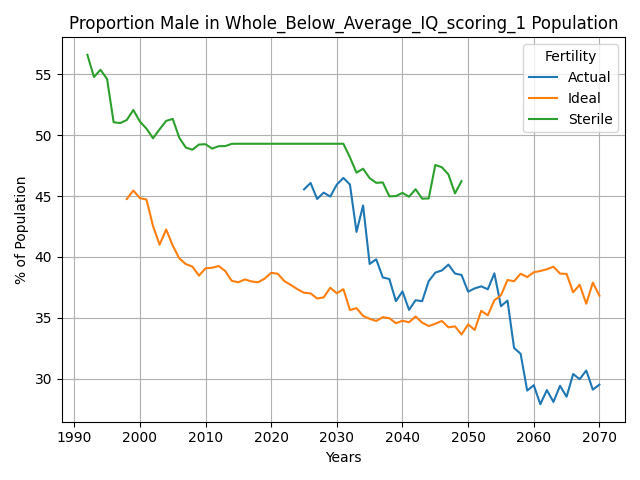 Proportion Male in Whole_Below_Average_IQ_scoring_1 Population
Fertility
Actual
Ideal
Sterile
% of Population
55
50
45
40
35
30
1990 2000 2010 2020 2030 2040 2050 2060 2070
Years